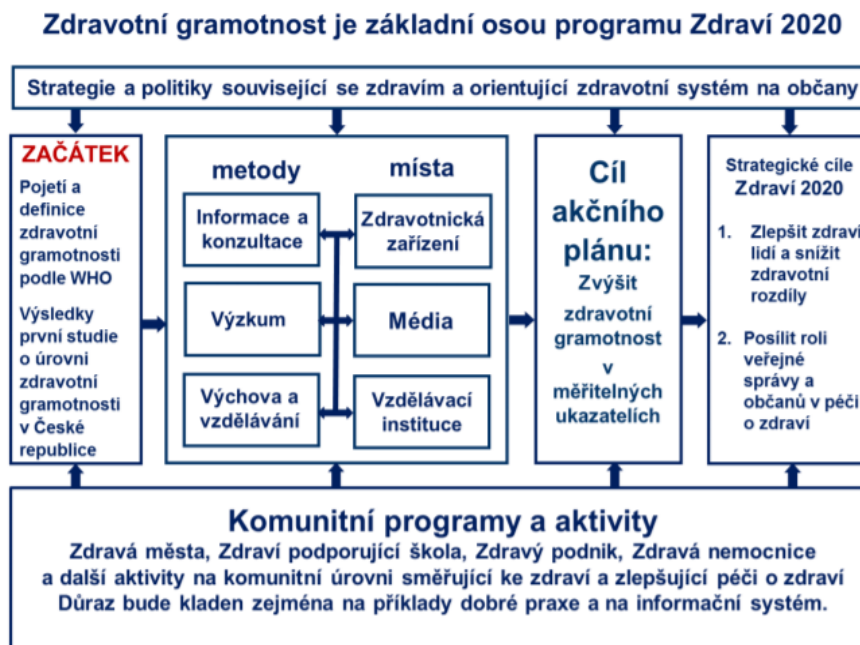 Zdravotní gramotnost je základní osou programu Zdraví 2020
Strategie a politiky související se zdravím a orientující zdravotní systém na občany
ZAČÁTEK
Pojetí a
definice
zdravotní
gramotnosti
podle WHO
Výsledky
první studie
o úrovni
zdravotní
gramotnosti
v České
republice
metody
místa
Informace a
konzultace
Zdravotnická
zařízení
Výzkum
Média
Výchova a
vzdělávání
Vzdělávací
instituce
Cíl
akčního
plánu:
Zvýšit
zdravotní
gramotnost
v
měřitelných
ukazatelích
Strategické cíle
Zdraví 2020
1. Zlepšit zdraví
lidí a snížit
zdravotní
rozdíly
2. Posílit roli
veřejné
správy a
občanů v péči
o zdraví
Komunitní programy a aktivity
Zdravá města, Zdraví podporující škola, Zdravý podnik, Zdravá nemocnice
a další aktivity na komunitní úrovni směřující ke zdraví a zlepšující péči o zdraví
Důraz bude kladen zejména na příklady dobré praxe a na informační systém.